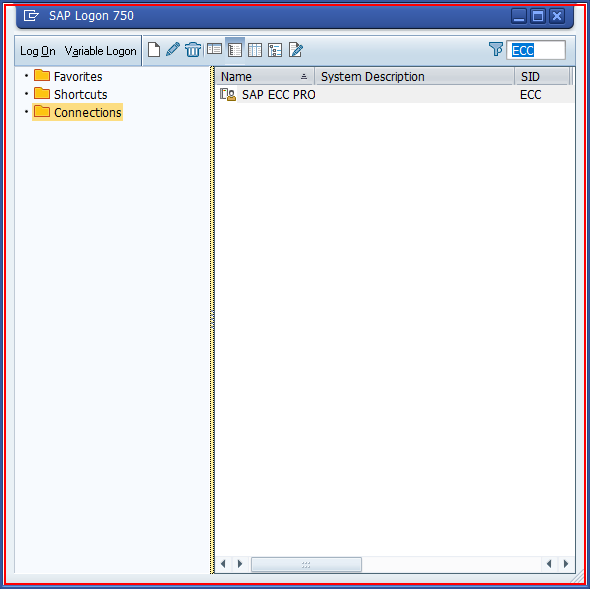 SAP Logon 750
Log On Variable Logon ECC
Favorites
Shortcuts
Connections
Name System Description SID
SAP ECC PRO ECC